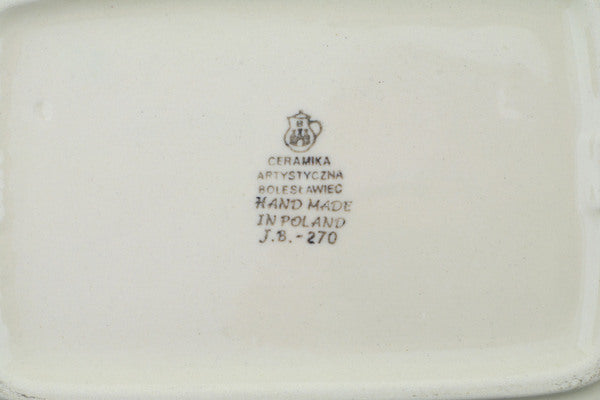 CERAMIKA
ARTYSTYCZNA
BOLESŁAWIEC
HAND MADE
IN POLAND
J.B.-270